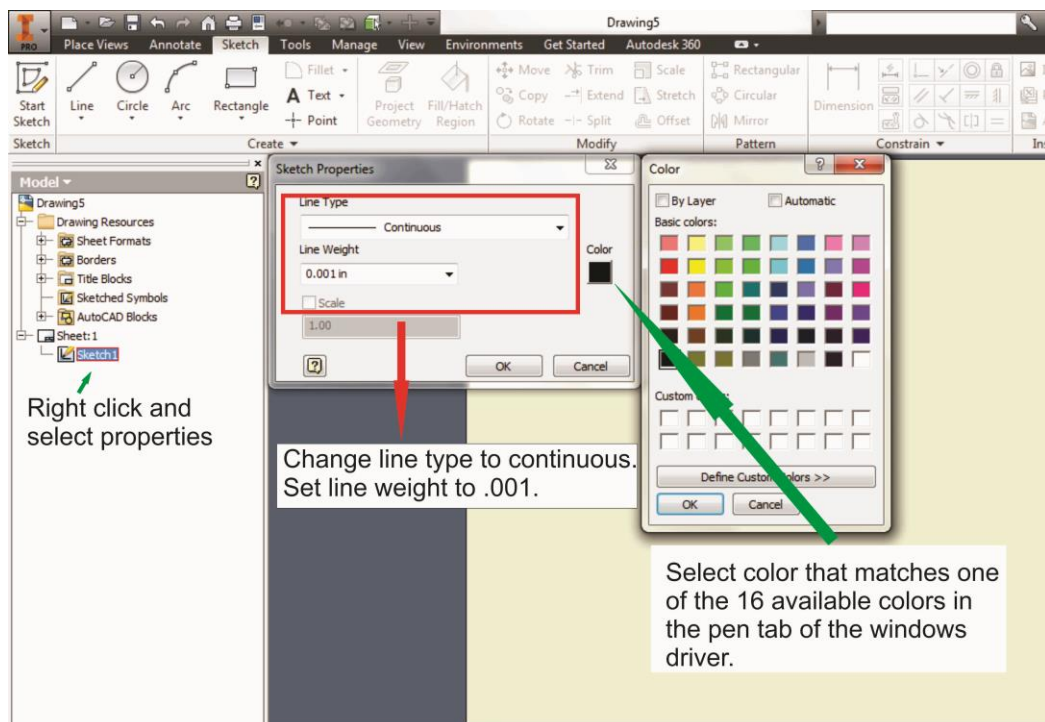 Drawing5
PRO
Place Views Annotate Sketch Tools Manage View Environments Get Started Autodesk 360
Start Sketch
Line
Circle
Arc
Rectangle
Fillet
Text
Point
Project Geometry
Fill/Hatch Region
Move
Copy
Rotate
Trim
Extend
Split
Scale
Stretch
Offset
Rectangular
Circular
Mirror
Dimension
Sketch
Create
Modify
Pattern
Constrain
Ins
Model
Drawing5
Drawing Resources
Sheet Formats
Borders
Title Blocks
Sketched Symbols
AutoCAD Blocks
Sheet:1
Sketch1
Right click and
select properties
Sketch Properties
Line Type
Continuous
Line Weight
0.001 in
Color
Scale
1.00
OK
Cancel
Change line type to continuous.
Set line weight to .001.
Color
By Layer
Automatic
Basic colors:
Custom
Define Custom Colors >>
OK
Cancel
Select color that matches one
of the 16 available colors in
the pen tab of the windows
driver.